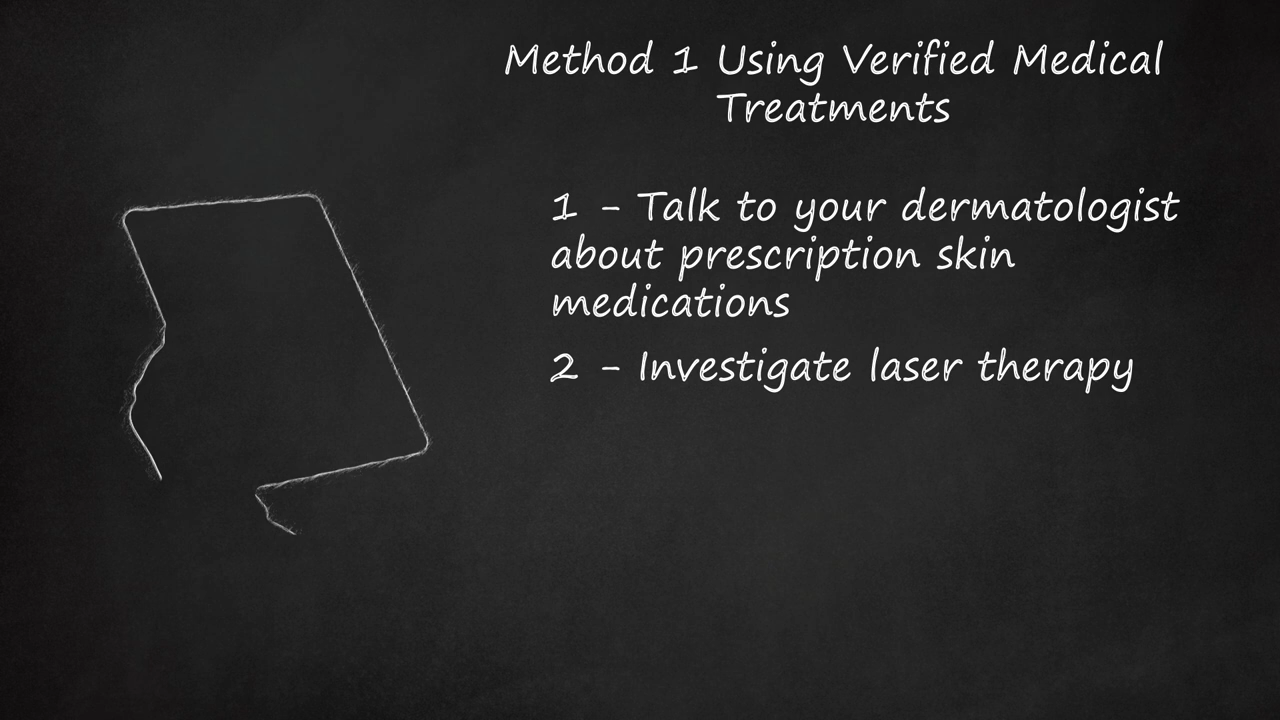 Method 1 Using Verified Medical
Treatments
1 - Talk to your dermatologist
about prescription skin
medications
2 - Investigate laser therapy